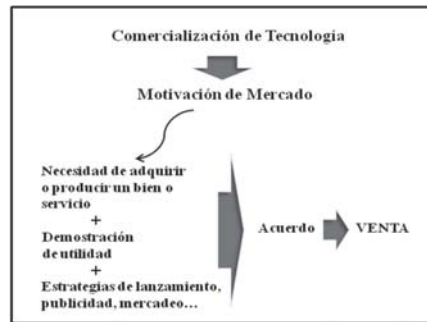 Comercialización de Tecnología
Motivación de Mercado
Necesidad de adquirir
o producir un bien o
servicio
+
Demostración
de utilidad
+
Estrategias de lanzamiento,
publicidad, mercadeo...
Acuerdo
VENTA